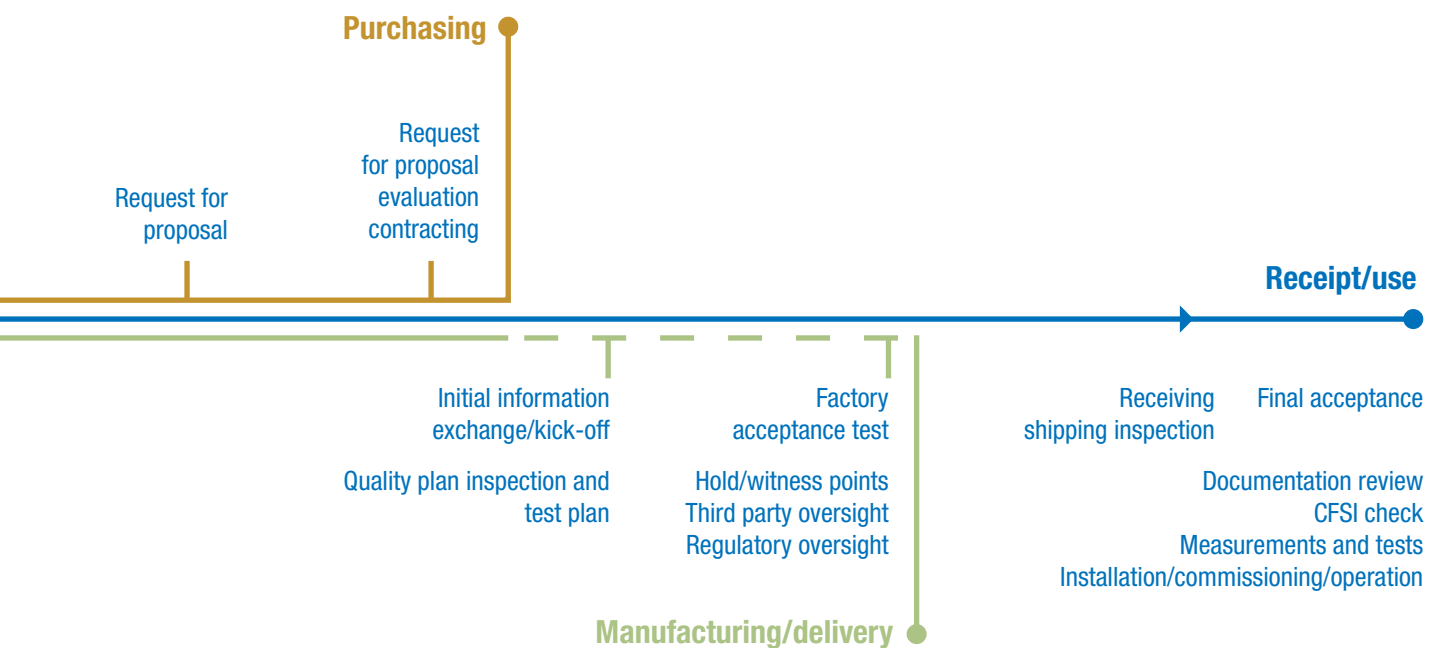 Purchasing
Request for
proposal
Request
for proposal
evaluation
contracting
Receipt/use
Initial information
exchange/kick-off
Quality plan inspection and
test plan
Factory
acceptance test
Hold/witness points
Third party oversight
Regulatory oversight
Receiving
shipping inspection
Final acceptance
Documentation review
CFSI check
Measurements and tests
Installation/commissioning/operation
Manufacturing/delivery